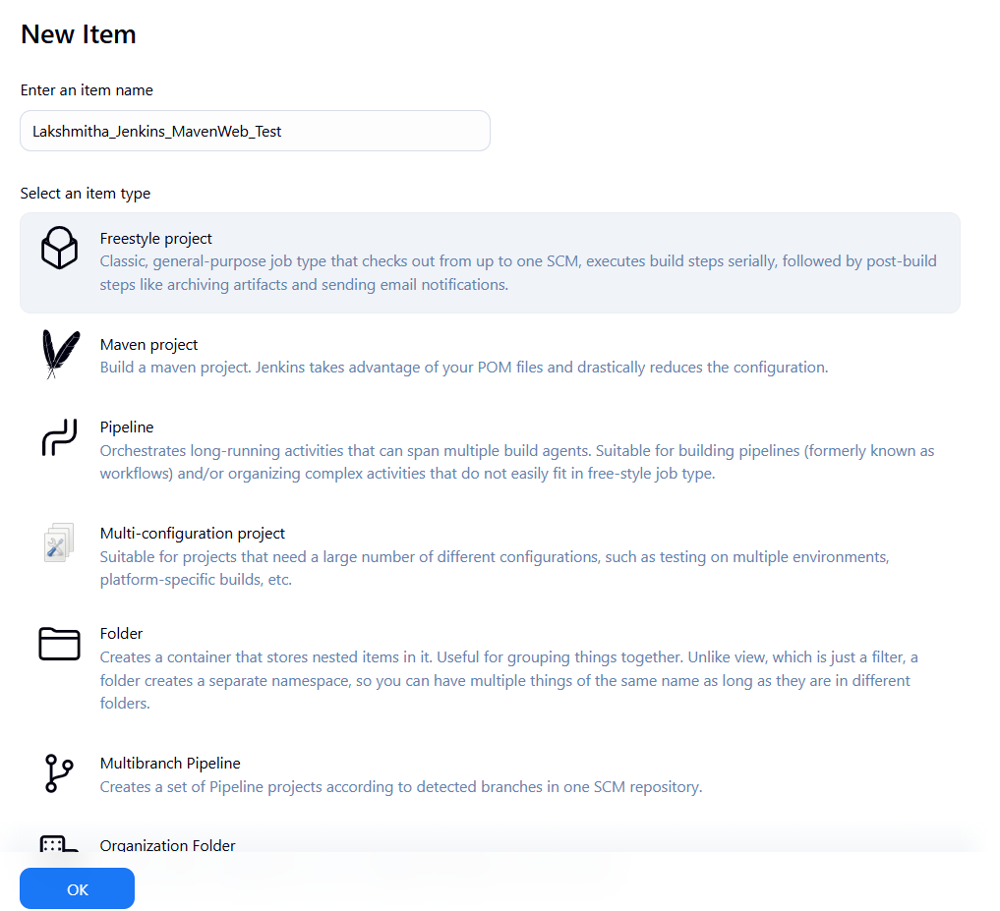 New Item
Enter an item name
Lakshmitha_Jenkins_MavenWeb_Test
Select an item type
Freestyle project
Classic, general-purpose job type that checks out from up to one SCM, executes build steps serially, followed by post-build
steps like archiving artifacts and sending email notifications.
Maven project
Build a maven project. Jenkins takes advantage of your POM files and drastically reduces the configuration.
Pipeline
Orchestrates long-running activities that can span multiple build agents. Suitable for building pipelines (formerly known as
workflows) and/or organizing complex activities that do not easily fit in free-style job type.
Multi-configuration project
Suitable for projects that need a large number of different configurations, such as testing on multiple environments,
platform-specific builds, etc.
Folder
Creates a container that stores nested items in it. Useful for grouping things together. Unlike view, which is just a filter, a
folder creates a separate namespace, so you can have multiple things of the same name as long as they are in different
folders.
Multibranch Pipeline
Creates a set of Pipeline projects according to detected branches in one SCM repository.
Organization Folder
OK